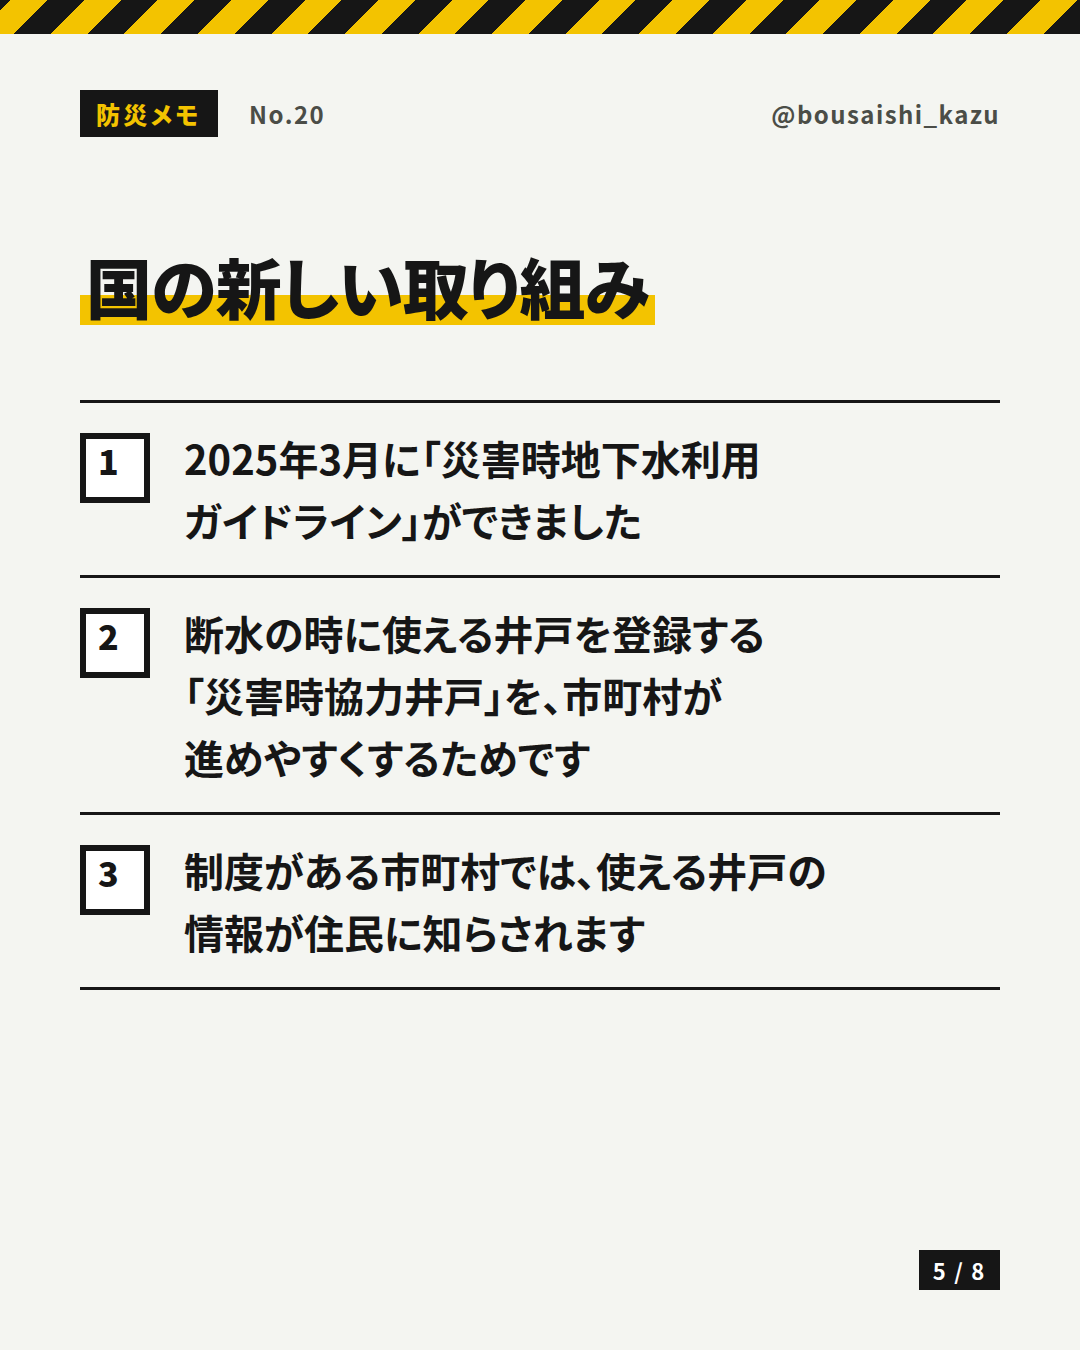 防災メモ No.20 @bousaishi_kazu
国の新しい取り組み
1 2025年3月に「災害時地下水利用
ガイドライン」ができました
2 断水の時に使える井戸を登録する
「災害時協力井戸」を、市町村が
進めやすくするためです
3 制度がある市町村では、使える井戸の
情報が住民に知らされます
5 / 8